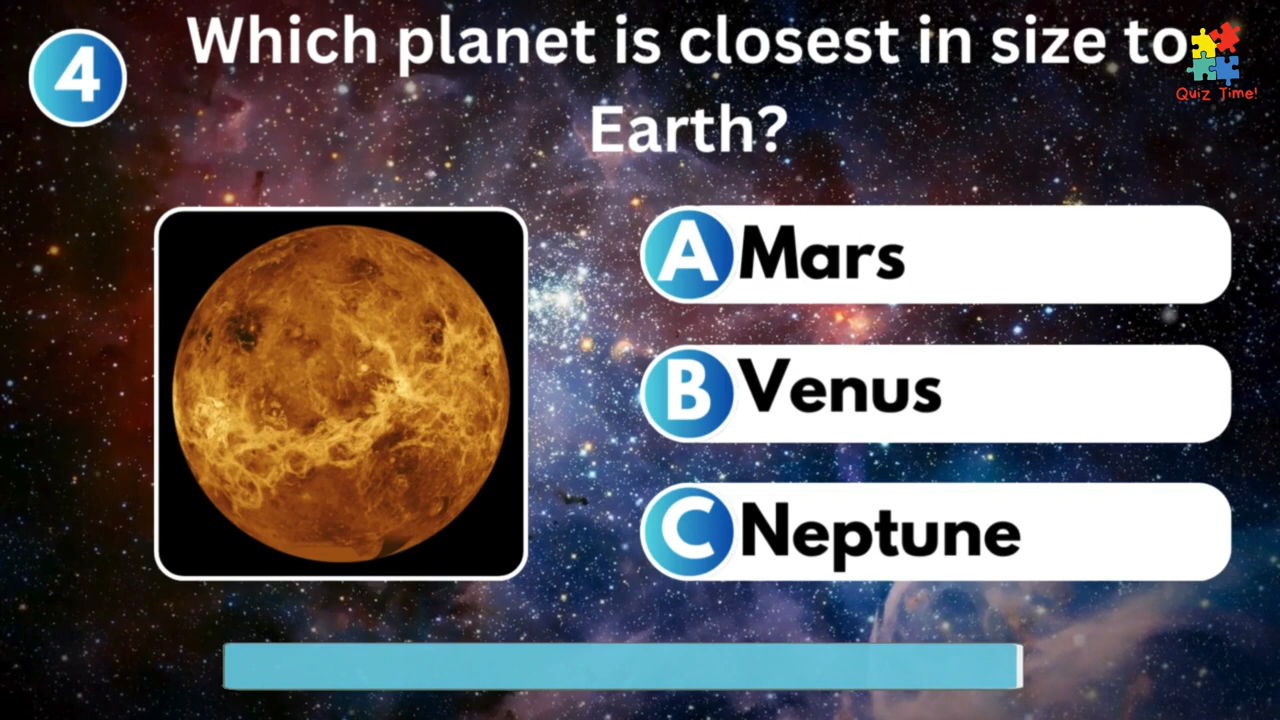 4
Which planet is closest in size to
Earth?
Quiz Time!
A Mars
B Venus
C Neptune